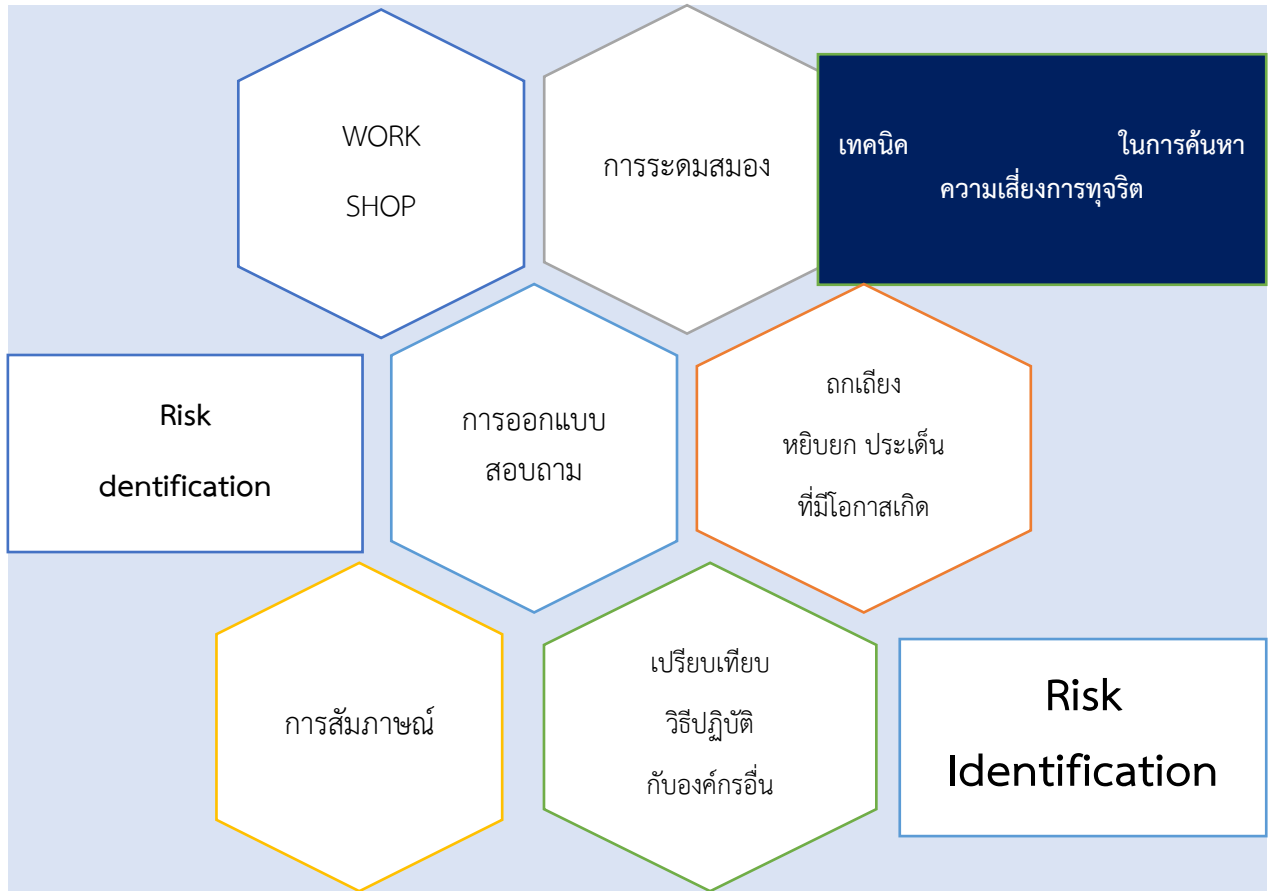 WORK
SHOP
การระดมสมอง
เทคนิค ในการค้นหา
ความเสี่ยงการทุจริต
Risk
dentification
การออกแบบ
สอบถาม
ถกเถียง
หยิบยก ประเด็น
ที่มีโอกาสเกิด
การสัมภาษณ์
เปรียบเทียบ
วิธีปฏิบัติ
กับองค์กรอื่น
Risk
Identification